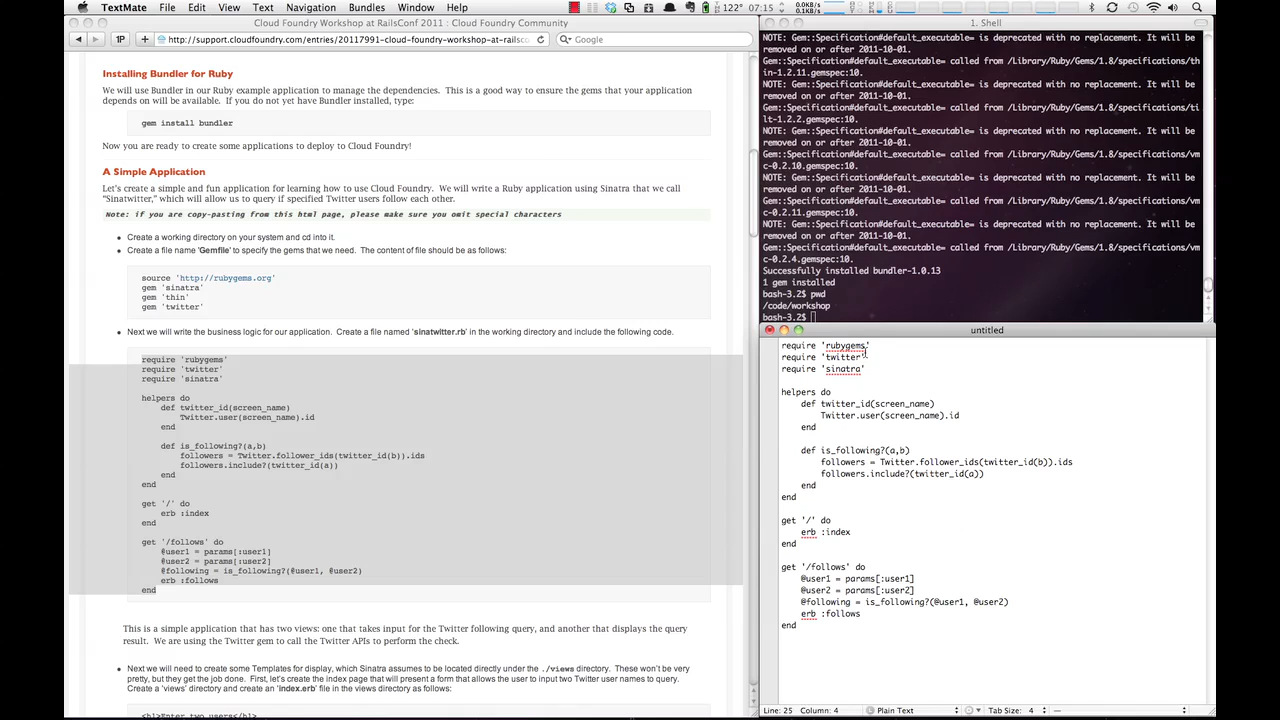 TextMate File Edit View Text Navigation Bundles Window Help 122° 07:15 0.0KB/s 0.0KB/s
Cloud Foundry Workshop at RailsConf 2011 : Cloud Foundry Community
1P + http://support.cloudfoundry.com/entries/20117991-cloud-foundry-workshop-at-railsco Google
Installing Bundler for Ruby
We will use Bundler in our Ruby example application to manage the dependencies. This is a good way to ensure the gems that your application
depends on will be available. If you do not yet have Bundler installed, type:
gem install bundler
Now you are ready to create some applications to deploy to Cloud Foundry!
A Simple Application
Let's create a simple and fun application for learning how to use Cloud Foundry. We will write a Ruby application using Sinatra that we call
"Sinatwitter," which will allow us to query if specified Twitter users follow each other.
Note: if you are copy-pasting from this html page, please make sure you omit special characters
• Create a working directory on your system and cd into it.
• Create a file name 'Gemfile' to specify the gems that we need. The content of file should be as follows:
source 'http://rubygems.org'
gem 'sinatra'
gem 'thin'
gem 'twitter'
• Next we will write the business logic for our application. Create a file named 'sinatwitter.rb' in the working directory and include the following code.
require 'rubygems'
require 'twitter'
require 'sinatra'
helpers do
def twitter_id(screen_name)
Twitter.user(screen_name).id
end
def is_following?(a,b)
followers = Twitter.follower_ids(twitter_id(b)).ids
followers.include?(twitter_id(a))
end
end
get '/' do
erb :index
end
get '/follows' do
@user1 = params[:user1]
@user2 = params[:user2]
@following = is_following?(@user1, @user2)
erb :follows
end
This is a simple application that has two views: one that takes input for the Twitter following query, and another that displays the query
result. We are using the Twitter gem to call the Twitter APIs to perform the check.
• Next we will need to create some Templates for display, which Sinatra assumes to be located directly under the ./views directory. These won't be very
pretty, but they get the job done. First, let's create the index page that will present a form that allows the user to input two Twitter user names to query.
Create a 'views' directory and create an 'index.erb' file in the views directory as follows:
<h1>Enter two users</h1>
1. Shell
NOTE: Gem::Specification#default_executable= is deprecated with no replacement. It will be
removed on or after 2011-10-01.
Gem::Specification#default_executable= called from /Library/Ruby/Gems/1.8/specifications/th
in-1.2.11.gemspec:10.
NOTE: Gem::Specification#default_executable= is deprecated with no replacement. It will be
removed on or after 2011-10-01.
Gem::Specification#default_executable= called from /Library/Ruby/Gems/1.8/specifications/ti
lt-1.2.2.gemspec:10.
NOTE: Gem::Specification#default_executable= is deprecated with no replacement. It will be
removed on or after 2011-10-01.
Gem::Specification#default_executable= called from /Library/Ruby/Gems/1.8/specifications/vm
c-0.2.10.gemspec:10.
NOTE: Gem::Specification#default_executable= is deprecated with no replacement. It will be
removed on or after 2011-10-01.
Gem::Specification#default_executable= called from /Library/Ruby/Gems/1.8/specifications/vm
c-0.2.11.gemspec:10.
NOTE: Gem::Specification#default_executable= is deprecated with no replacement. It will be
removed on or after 2011-10-01.
Gem::Specification#default_executable= called from /Library/Ruby/Gems/1.8/specifications/vm
c-0.2.4.gemspec:10.
Successfully installed bundler-1.0.13
1 gem installed
bash-3.2$ pwd
/code/workshop
bash-3.2$
untitled
require 'rubygems'
require 'twitter'
require 'sinatra'
helpers do
def twitter_id(screen_name)
Twitter.user(screen_name).id
end
def is_following?(a,b)
followers = Twitter.follower_ids(twitter_id(b)).ids
followers.include?(twitter_id(a))
end
end
get '/' do
erb :index
end
get '/follows' do
@user1 = params[:user1]
@user2 = params[:user2]
@following = is_following?(@user1, @user2)
erb :follows
end
Line: 25 Column: 4 Plain Text Tab Size: 4 —